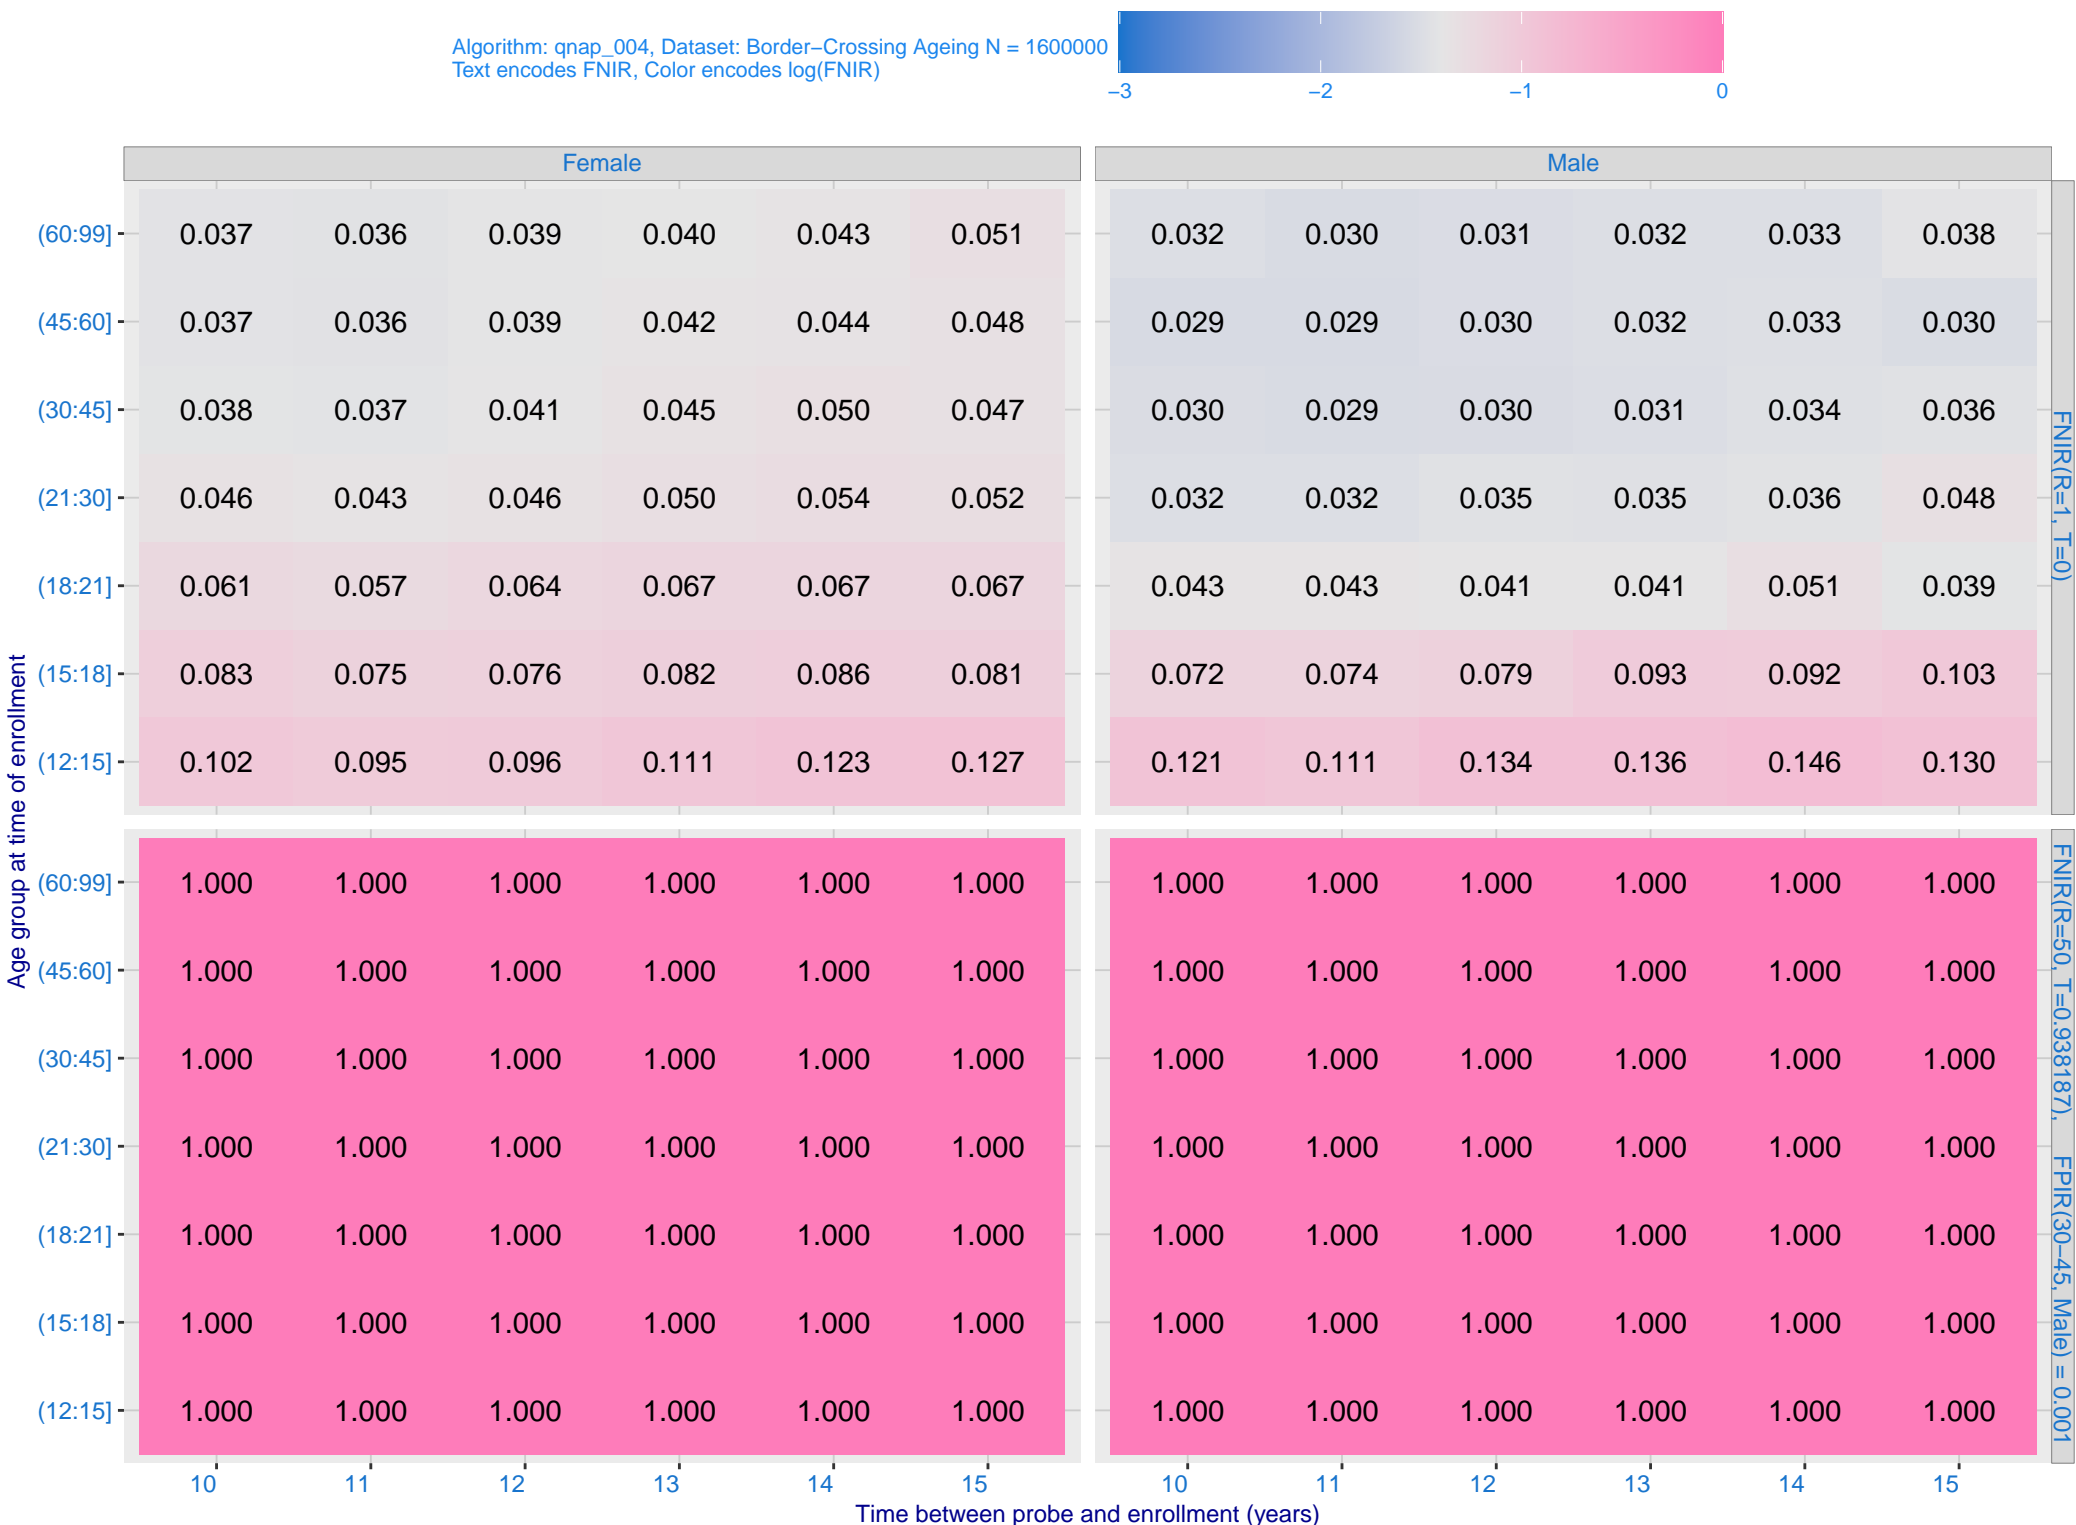 Algorithm: qnap_004, Dataset: Border−Crossing Ageing N = 1600000
Text encodes FNIR, Color encodes log(FNIR)
−3 −2 −1 0
Female Male
(60:99] 0.037 0.036 0.039 0.040 0.043 0.051 0.032 0.030 0.031 0.032 0.033 0.038
(45:60] 0.037 0.036 0.039 0.042 0.044 0.048 0.029 0.029 0.030 0.032 0.033 0.030
(30:45] 0.038 0.037 0.041 0.045 0.050 0.047 0.030 0.029 0.030 0.031 0.034 0.036
(21:30] 0.046 0.043 0.046 0.050 0.054 0.052 0.032 0.032 0.035 0.035 0.036 0.048
(18:21] 0.061 0.057 0.064 0.067 0.067 0.067 0.043 0.043 0.041 0.041 0.051 0.039
(15:18] 0.083 0.075 0.076 0.082 0.086 0.081 0.072 0.074 0.079 0.093 0.092 0.103
(12:15] 0.102 0.095 0.096 0.111 0.123 0.127 0.121 0.111 0.134 0.136 0.146 0.130
FNIR(R=1, T=0)
(60:99] 1.000 1.000 1.000 1.000 1.000 1.000 1.000 1.000 1.000 1.000 1.000 1.000
(45:60] 1.000 1.000 1.000 1.000 1.000 1.000 1.000 1.000 1.000 1.000 1.000 1.000
(30:45] 1.000 1.000 1.000 1.000 1.000 1.000 1.000 1.000 1.000 1.000 1.000 1.000
(21:30] 1.000 1.000 1.000 1.000 1.000 1.000 1.000 1.000 1.000 1.000 1.000 1.000
(18:21] 1.000 1.000 1.000 1.000 1.000 1.000 1.000 1.000 1.000 1.000 1.000 1.000
(15:18] 1.000 1.000 1.000 1.000 1.000 1.000 1.000 1.000 1.000 1.000 1.000 1.000
(12:15] 1.000 1.000 1.000 1.000 1.000 1.000 1.000 1.000 1.000 1.000 1.000 1.000
FNIR(R=50, T=0.938187), FPIR(30−45, Male) = 0.001
10 11 12 13 14 15 10 11 12 13 14 15
Time between probe and enrollment (years)
Age group at time of enrollment